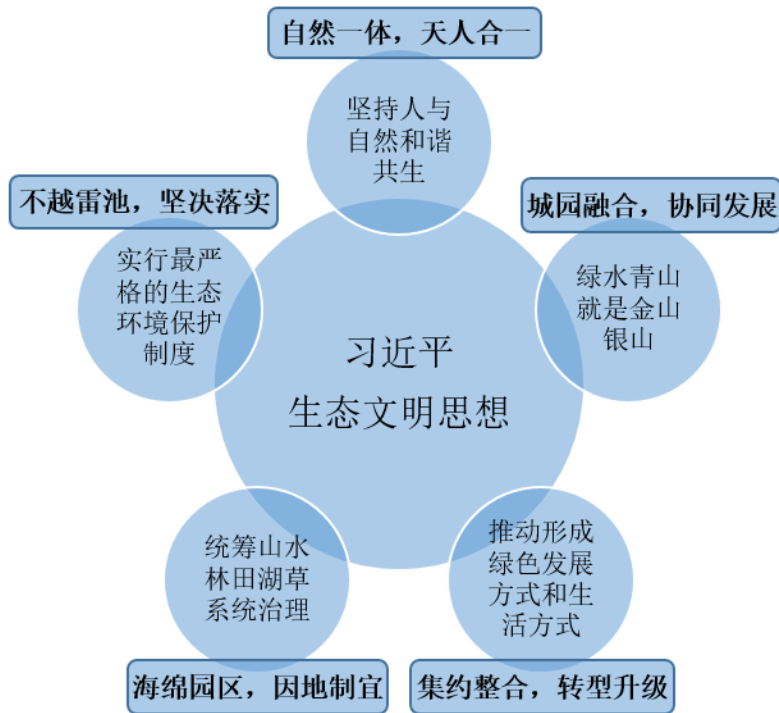 自然一体，天人合一
坚持人与
自然和谐
共生
不越雷池，坚决落实
实行最严
格的生态
环境保护
制度
城园融合，协同发展
绿水青山
就是金山
银山
习近平
生态文明思想
统筹山水
林田湖草
系统治理
海绵园区，因地制宜
推动形成
绿色发展
方式和生
活方式
集约整合，转型升级